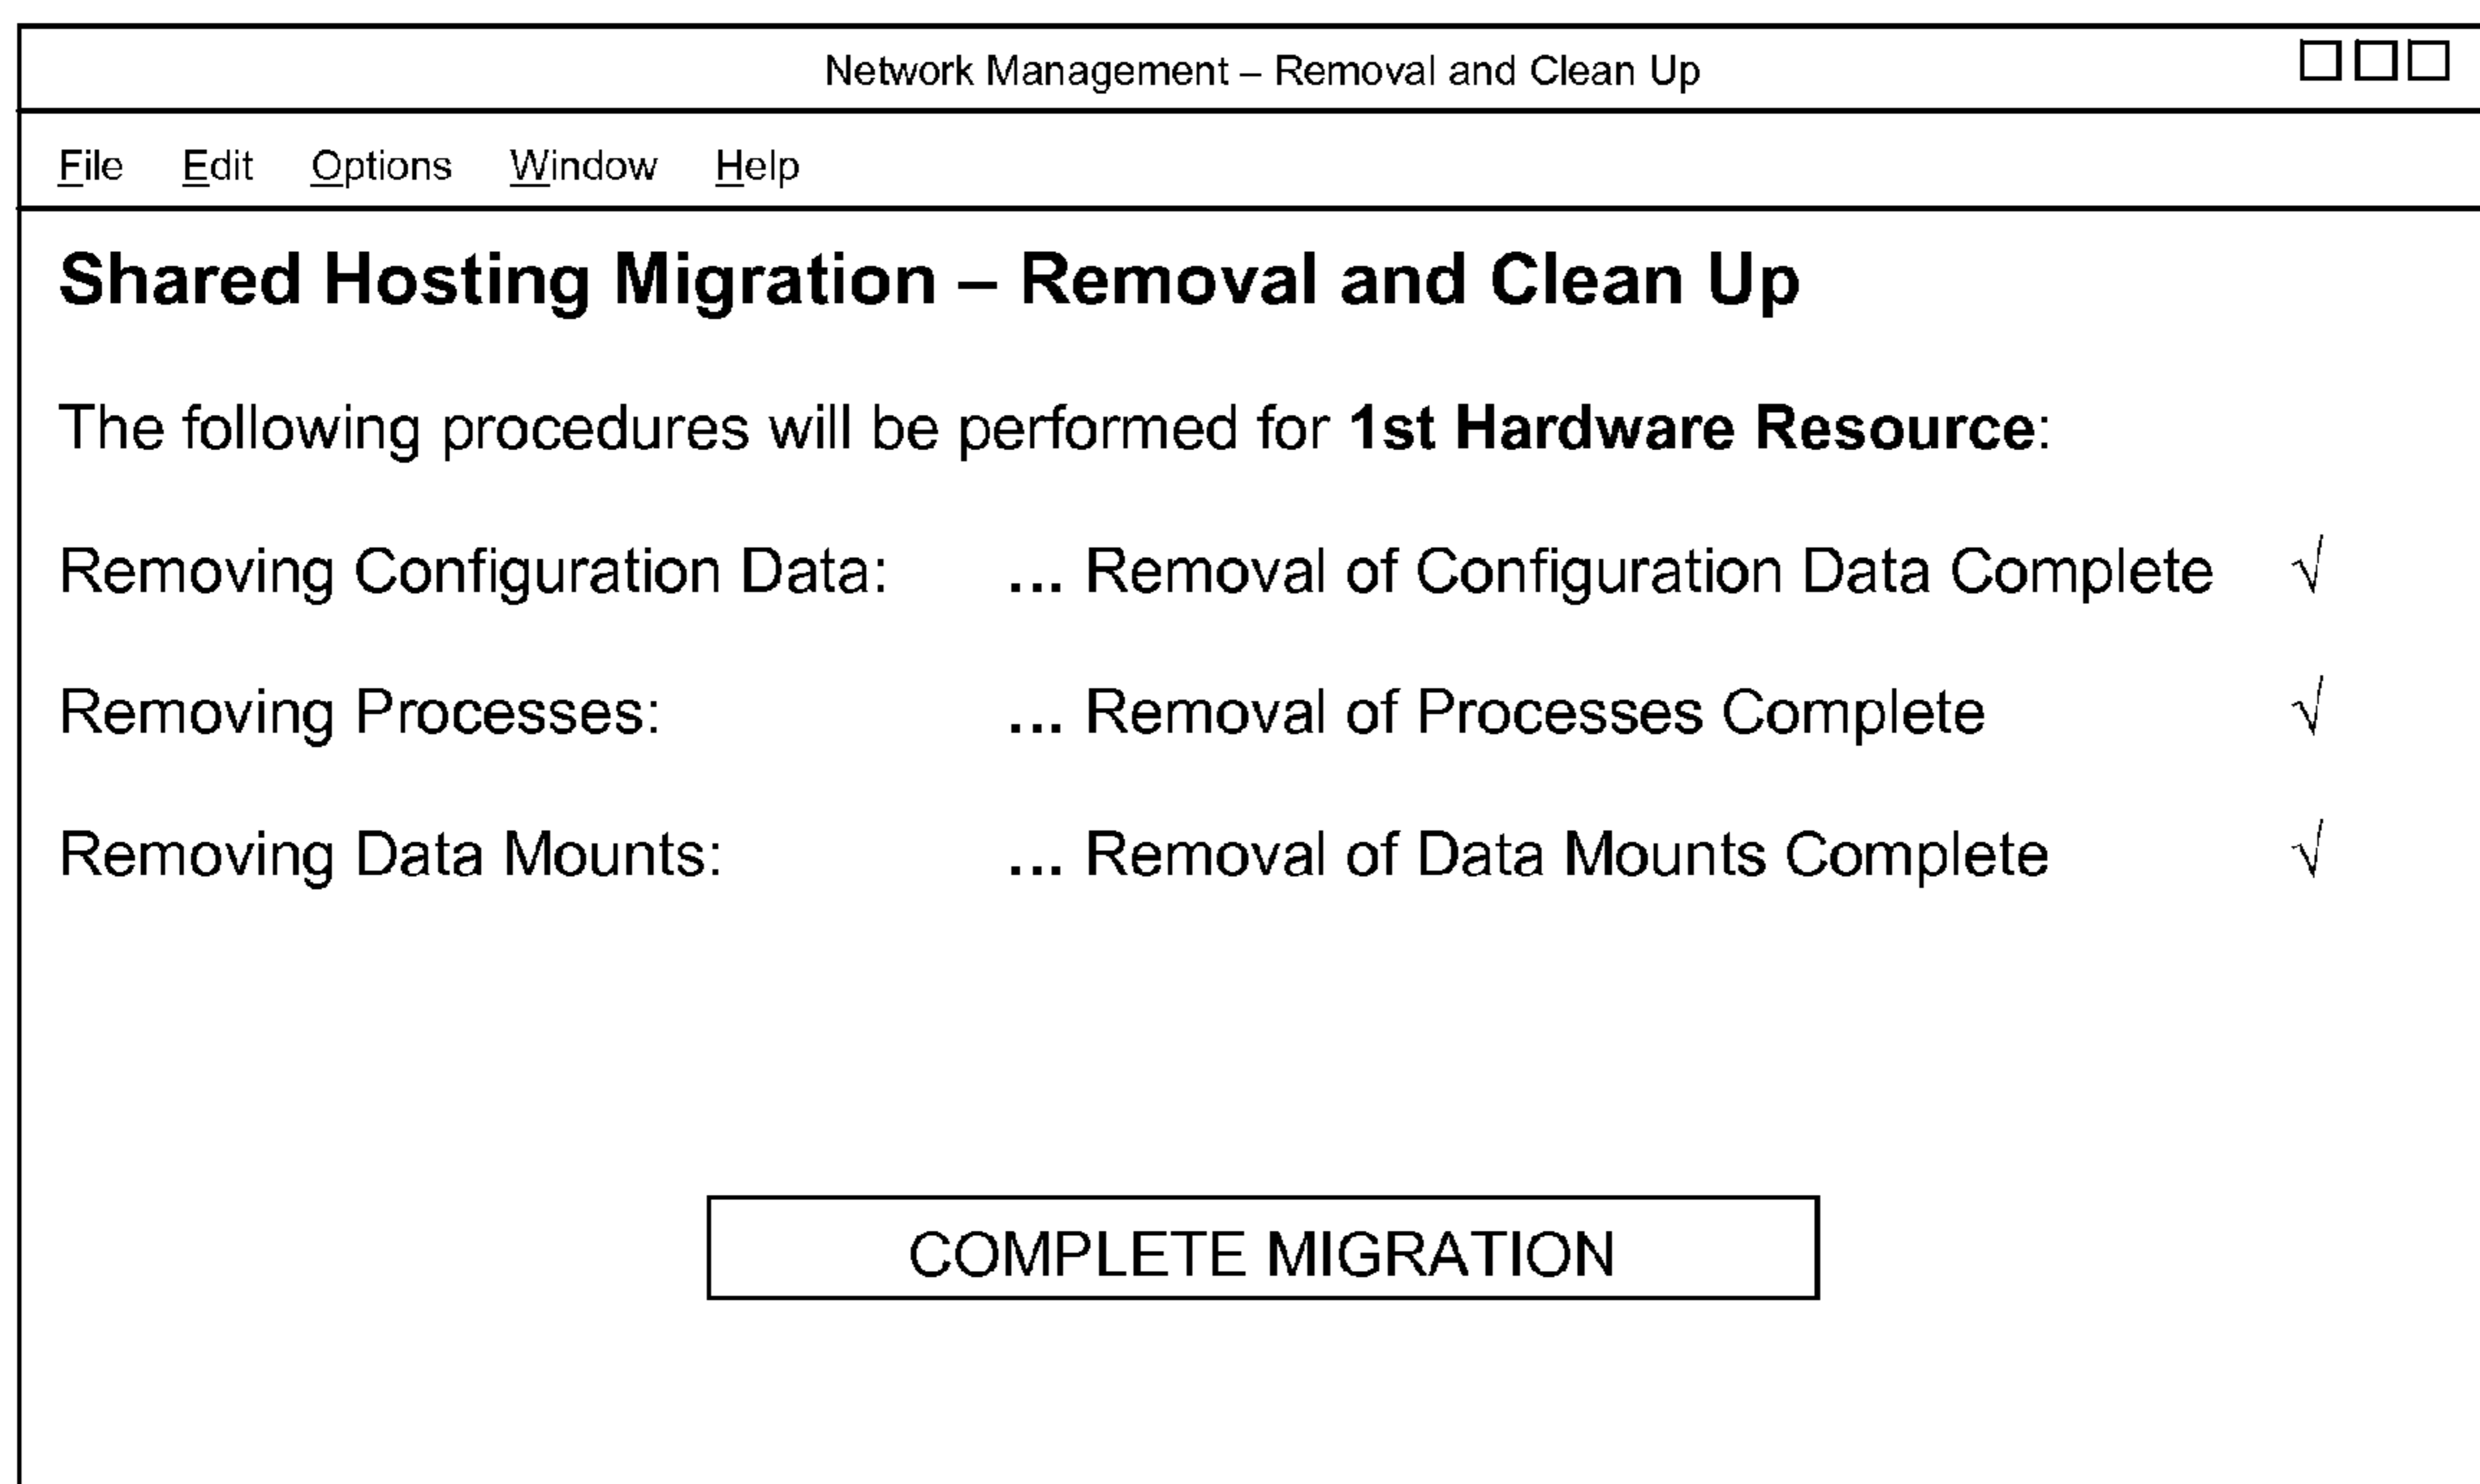 Network Management – Removal and Clean Up
File Edit Options Window Help
Shared Hosting Migration – Removal and Clean Up
The following procedures will be performed for 1st Hardware Resource:
Removing Configuration Data: ... Removal of Configuration Data Complete √
Removing Processes: ... Removal of Processes Complete √
Removing Data Mounts: ... Removal of Data Mounts Complete √
COMPLETE MIGRATION